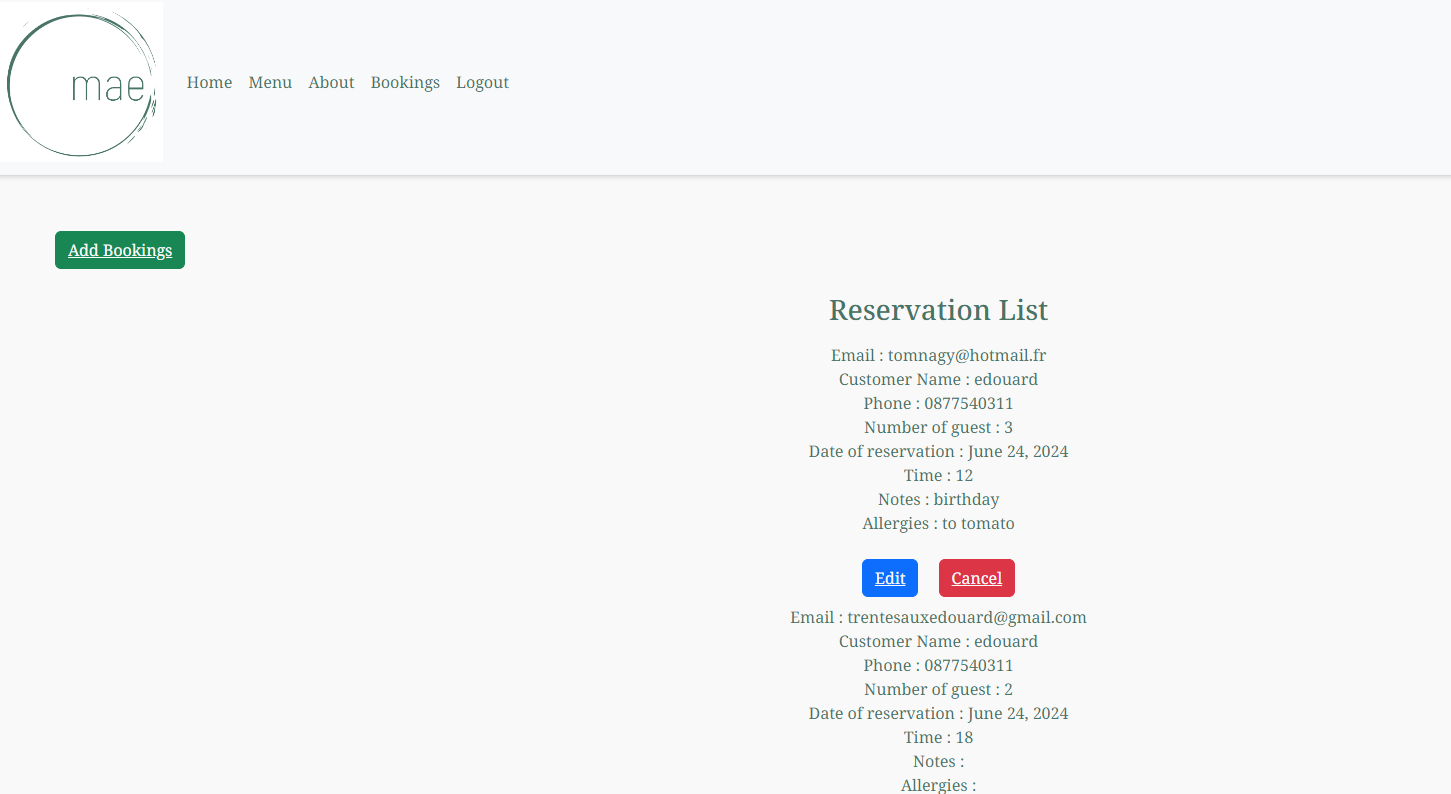 mae
Home Menu About Bookings Logout
Add Bookings
Reservation List
Email : tomnagy@hotmail.fr
Customer Name : edouard
Phone : 0877540311
Number of guest : 3
Date of reservation : June 24, 2024
Time : 12
Notes : birthday
Allergies : to tomato
Edit Cancel
Email : trentesauxedouard@gmail.com
Customer Name : edouard
Phone : 0877540311
Number of guest : 2
Date of reservation : June 24, 2024
Time : 18
Notes :
Allergies :